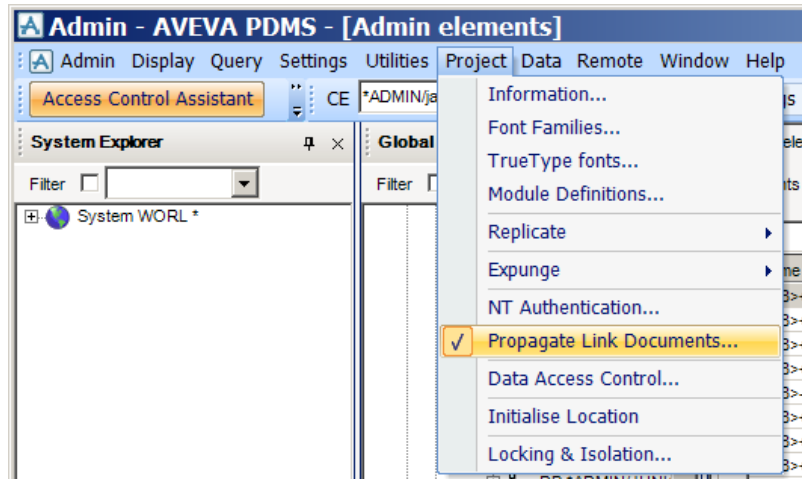 Admin - AVEVA PDMS - [Admin elements]
Admin Display Query Settings Utilities Project Data Remote Window Help
Access Control Assistant CE *ADMIN/ja
Information...
Font Families...
TrueType fonts...
Module Definitions...
Replicate
Expunge
NT Authentication...
Propagate Link Documents...
Data Access Control...
Initialise Location
Locking & Isolation...
System Explorer
Global
Filter
Filter
System WORL *